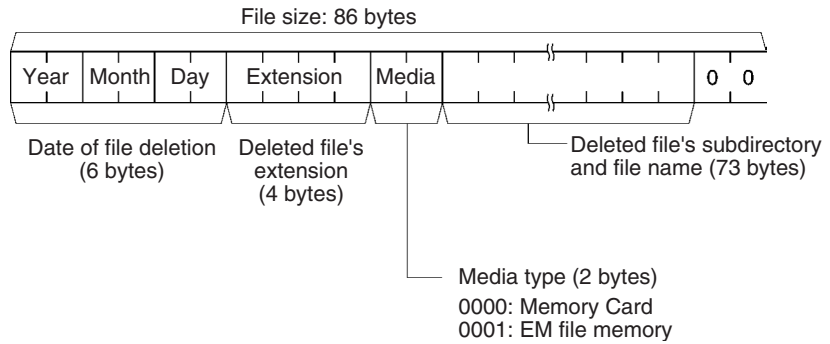 File size: 86 bytes
Year Month Day Extension Media 0 0
Date of file deletion
(6 bytes)
Deleted file's
extension
(4 bytes)
Deleted file's subdirectory
and file name (73 bytes)
Media type (2 bytes)
0000: Memory Card
0001: EM file memory